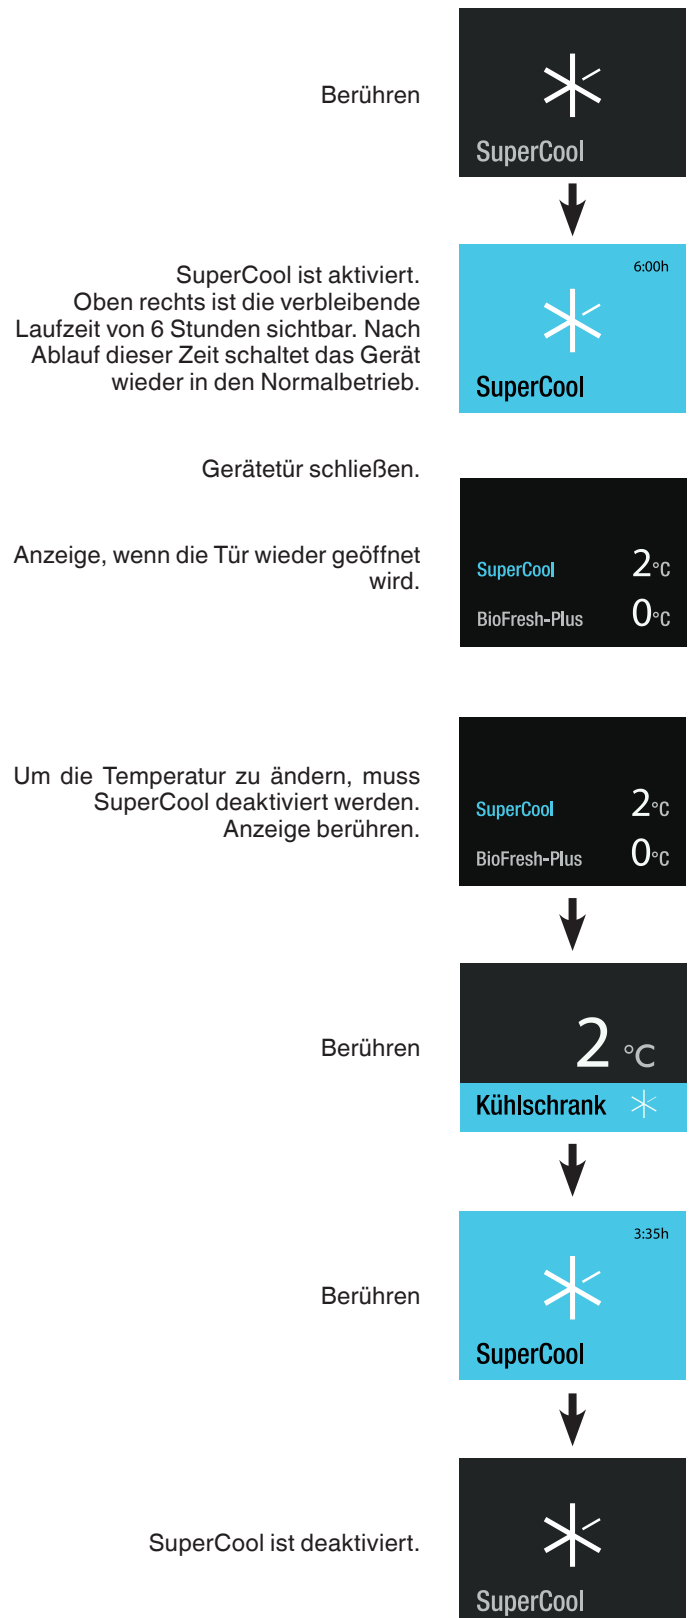 Berühren
SuperCool
SuperCool ist aktiviert.
Oben rechts ist die verbleibende
Laufzeit von 6 Stunden sichtbar. Nach
Ablauf dieser Zeit schaltet das Gerät
wieder in den Normalbetrieb.
6:00h
SuperCool
Gerätetür schließen.
Anzeige, wenn die Tür wieder geöffnet
wird.
SuperCool 2°C
BioFresh-Plus 0°C
Um die Temperatur zu ändern, muss
SuperCool deaktiviert werden.
Anzeige berühren.
SuperCool 2°C
BioFresh-Plus 0°C
Berühren
2 °C
Kühlschrank
Berühren
3:35h
SuperCool
SuperCool ist deaktiviert.
SuperCool